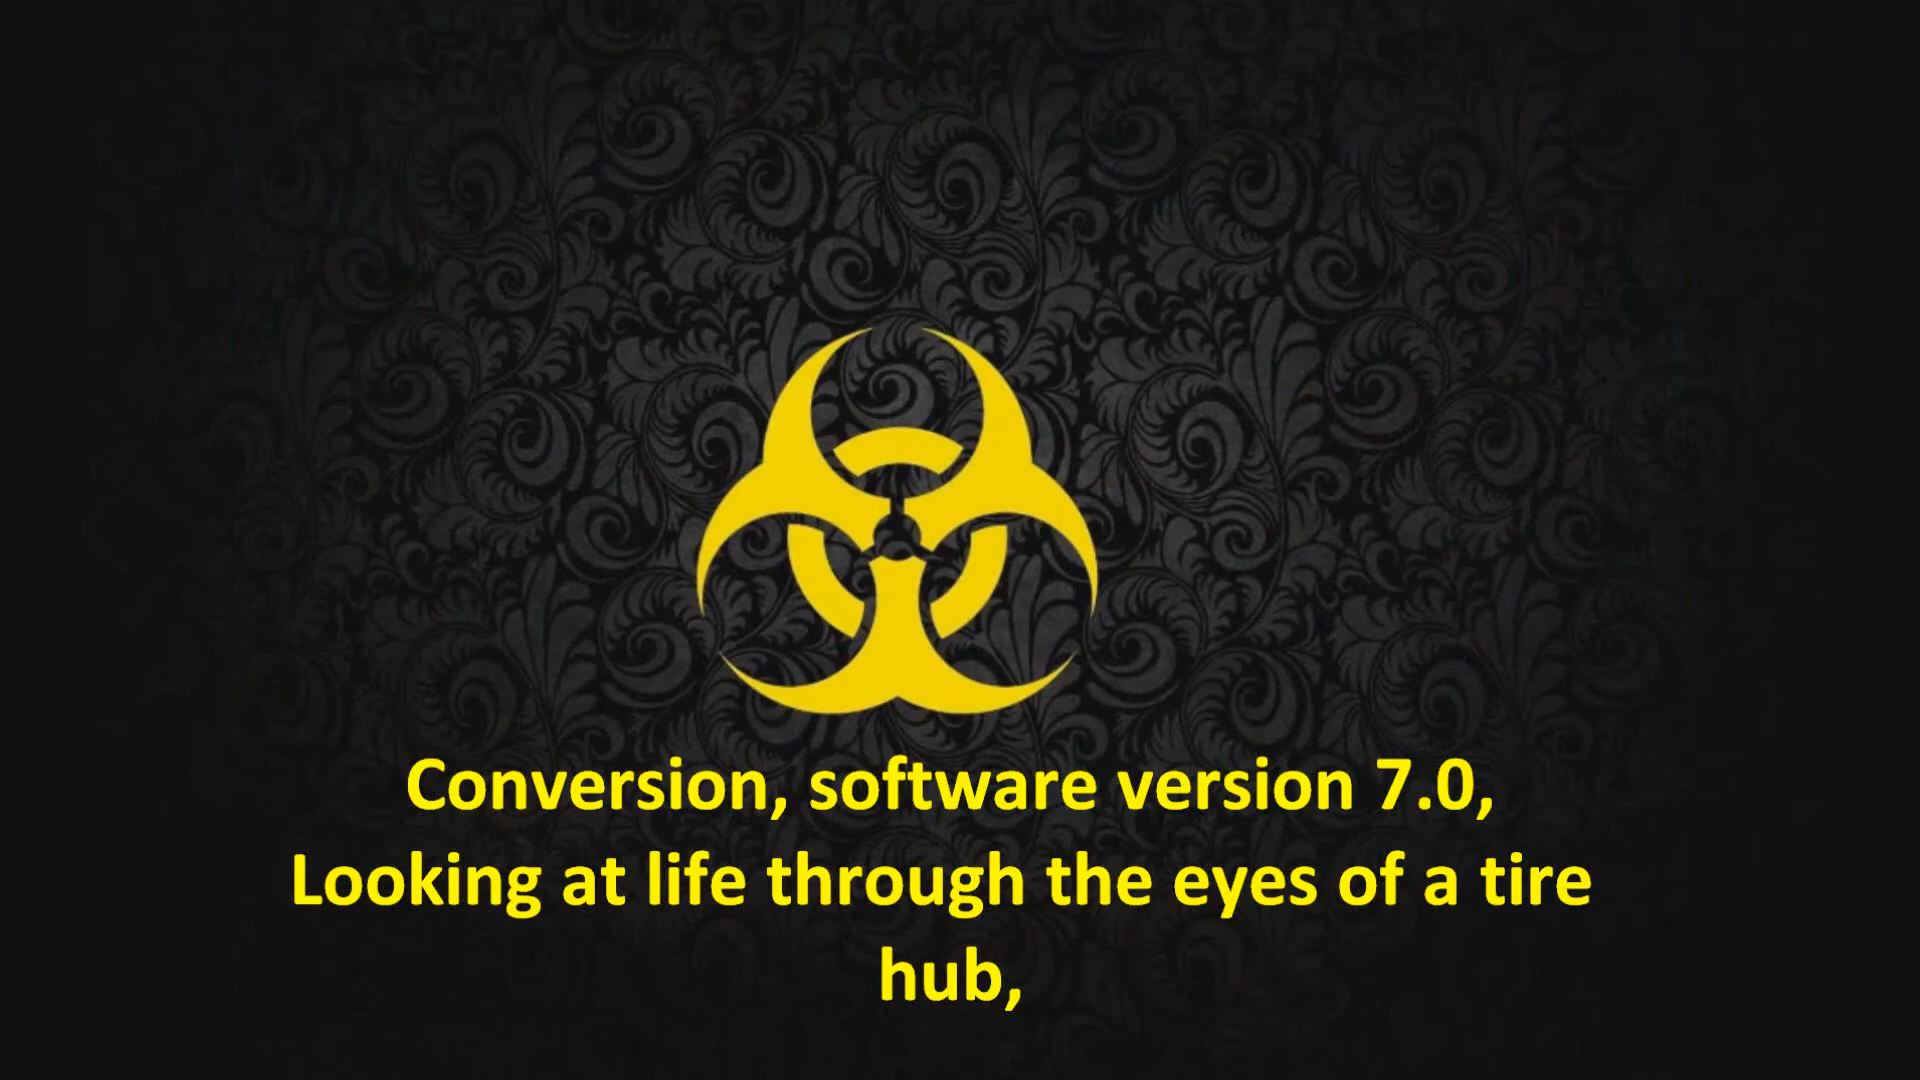 Conversion, software version 7.0,
Looking at life through the eyes of a tire
hub,